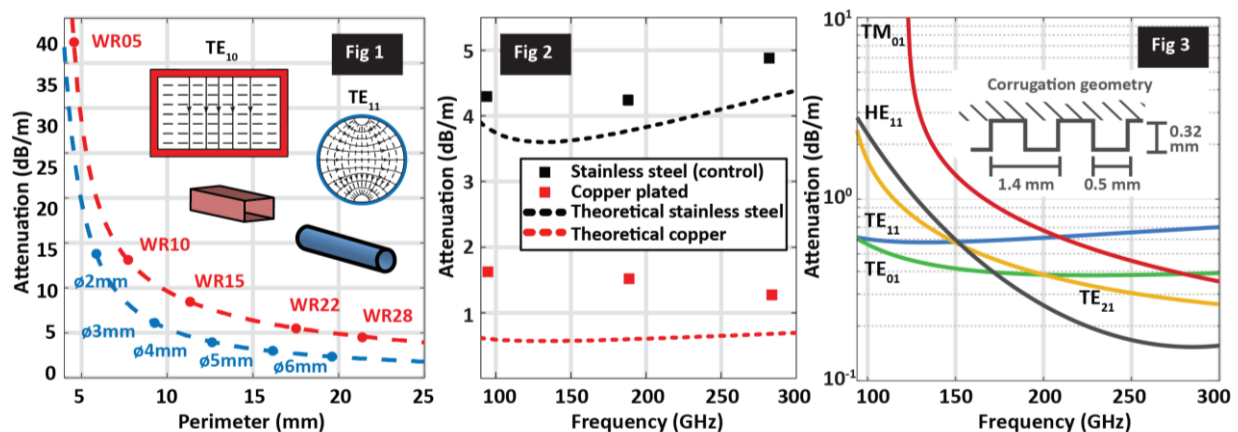 Fig 1
Attenuation (dB/m)
40
35
30
25
20
15
10
5
0
5
10
15
20
25
Perimeter (mm)
WR05
TE10
TE11
WR10
WR15
WR22
WR28
ø2mm
ø3mm
ø4mm
ø5mm
ø6mm
Fig 2
Attenuation (dB/m)
5
4
3
2
1
100
150
200
250
300
Frequency (GHz)
Stainless steel (control)
Copper plated
Theoretical stainless steel
Theoretical copper
Fig 3
Attenuation (dB/m)
10^1
10^0
10^-1
100
150
200
250
300
Frequency (GHz)
TM01
HE11
TE11
TE01
TE21
Corrugation geometry
0.32
mm
1.4 mm
0.5 mm